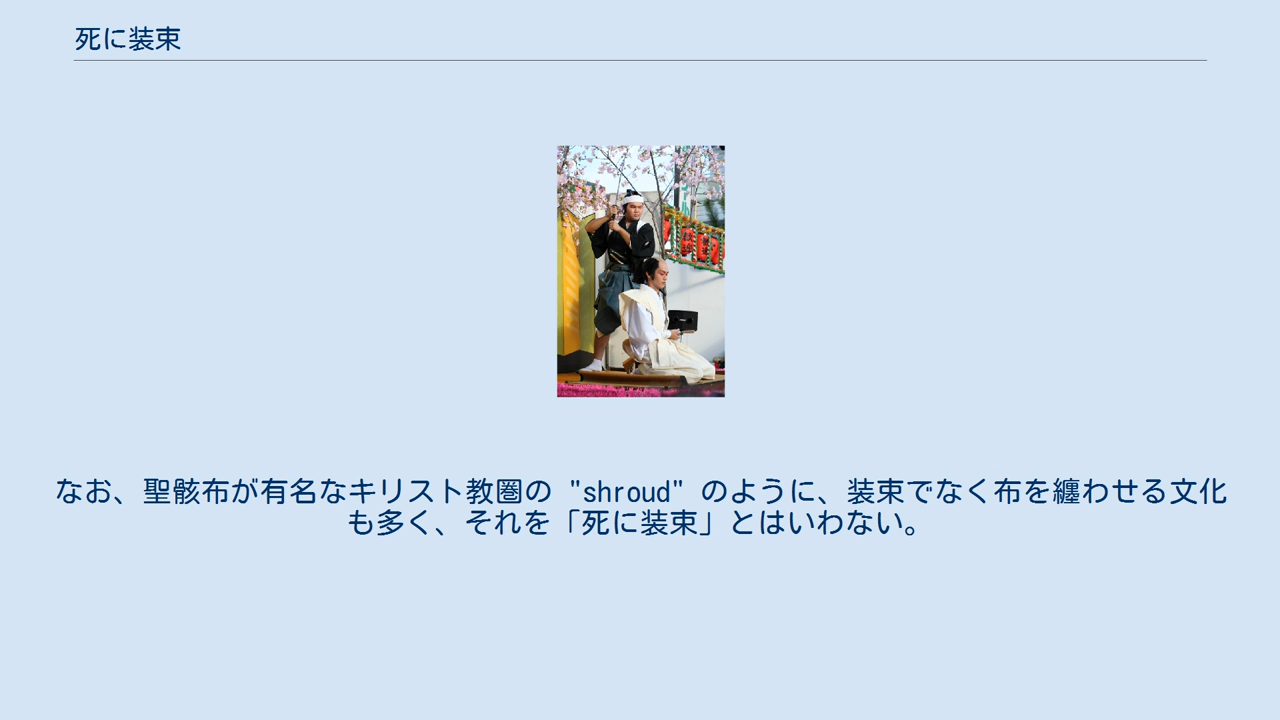 死に装束
なお、聖骸布が有名なキリスト教圏の "shroud" のように、装束でなく布を纏わせる文化
も多く、それを「死に装束」とはいわない。